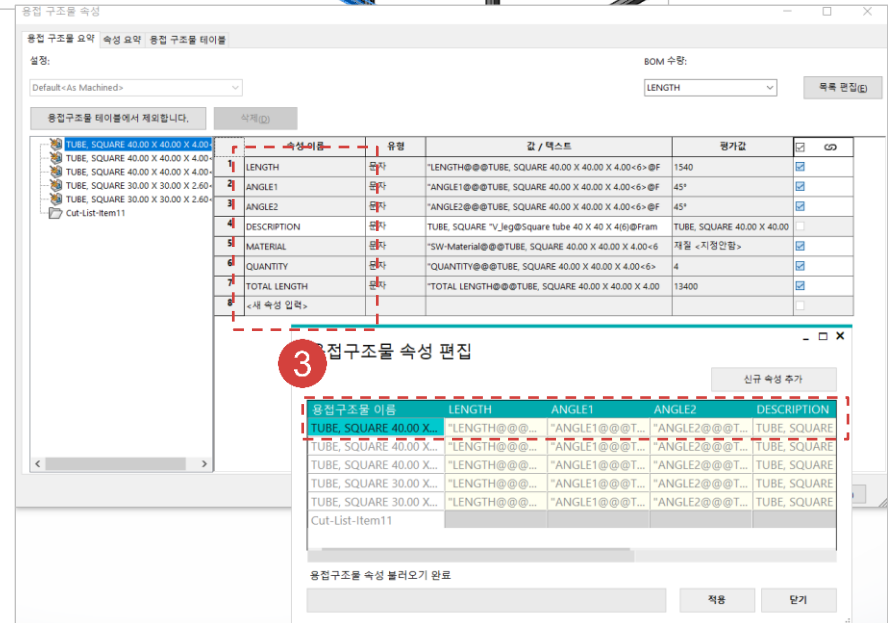 용접 구조물 속성
용접 구조물 요약 속성 요약 용접 구조물 테이블
설정: BOM 수량:
Default<As Machined> LENGTH 목록 편집(E)
용접구조물 테이블에서 제외합니다. 삭제(D)
속성 이름 유형 값 / 텍스트 평가값
TUBE, SQUARE 40.00 X 40.00 X 4.00<
TUBE, SQUARE 40.00 X 40.00 X 4.00<
TUBE, SQUARE 40.00 X 40.00 X 4.00<
TUBE, SQUARE 30.00 X 30.00 X 2.60<
TUBE, SQUARE 30.00 X 30.00 X 2.60<
Cut-List-Item11
1 LENGTH 문자 "LENGTH@@@TUBE, SQUARE 40.00 X 40.00 X 4.00<6>@F 1540
2 ANGLE1 문자 "ANGLE1@@@TUBE, SQUARE 40.00 X 40.00 X 4.00<6>@F 45°
3 ANGLE2 문자 "ANGLE2@@@TUBE, SQUARE 40.00 X 40.00 X 4.00<6>@F 45°
4 DESCRIPTION 문자 TUBE, SQUARE "V_leg@Square tube 40 X 40 X 4(6)@Fram TUBE, SQUARE 40.00 X 40.00
5 MATERIAL 문자 "SW-Material@@@TUBE, SQUARE 40.00 X 40.00 X 4.00<6 재질 <지정안함>
6 QUANTITY 문자 "QUANTITY@@@TUBE, SQUARE 40.00 X 40.00 X 4.00<6> 4
7 TOTAL LENGTH 문자 "TOTAL LENGTH@@@TUBE, SQUARE 40.00 X 40.00 X 4.00 13400
8 <새 속성 입력>
3
용접구조물 속성 편집
신규 속성 추가
용접구조물 이름 LENGTH ANGLE1 ANGLE2 DESCRIPTION
TUBE, SQUARE 40.00 X... "LENGTH@@@... "ANGLE1@@@T... "ANGLE2@@@T... TUBE, SQUARE
TUBE, SQUARE 40.00 X... "LENGTH@@@... "ANGLE1@@@T... "ANGLE2@@@T... TUBE, SQUARE
TUBE, SQUARE 40.00 X... "LENGTH@@@... "ANGLE1@@@T... "ANGLE2@@@T... TUBE, SQUARE
TUBE, SQUARE 30.00 X... "LENGTH@@@... "ANGLE1@@@T... "ANGLE2@@@T... TUBE, SQUARE
TUBE, SQUARE 30.00 X... "LENGTH@@@... "ANGLE1@@@T... "ANGLE2@@@T... TUBE, SQUARE
Cut-List-Item11
용접구조물 속성 불러오기 완료
적용 닫기